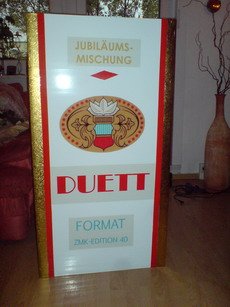 JUBILÄUMS-
MISCHUNG
DUETT
FORMAT
ZMK-EDITION 40